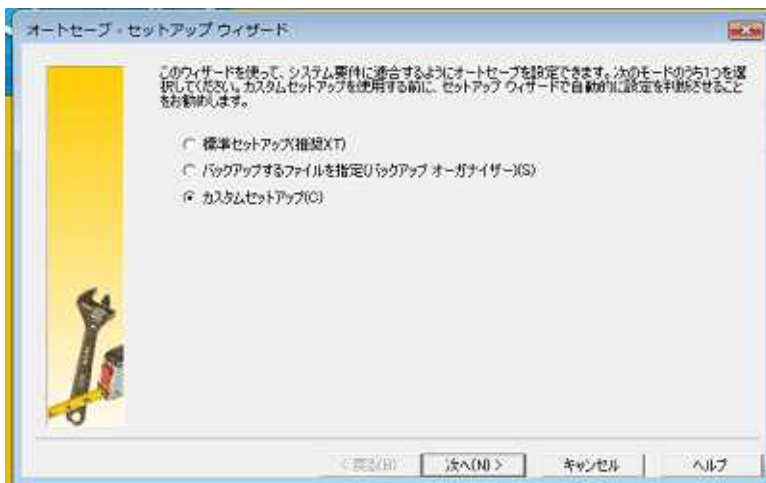 オートセーブ - セットアップ ウィザード
このウィザードを使って、システム要件に適合するようにオートセーブを設定できます。次のモードのうち1つを選
択してください。カスタムセットアップを使用する前に、セットアップ ウィザードで自動的に設定を判断させること
をお勧めします。
標準セットアップ(推奨)(T)
バックアップするファイルを指定(バックアップ オーガナイザー)(S)
カスタムセットアップ(C)
< 戻る(B)
次へ(N) >
キャンセル
ヘルプ